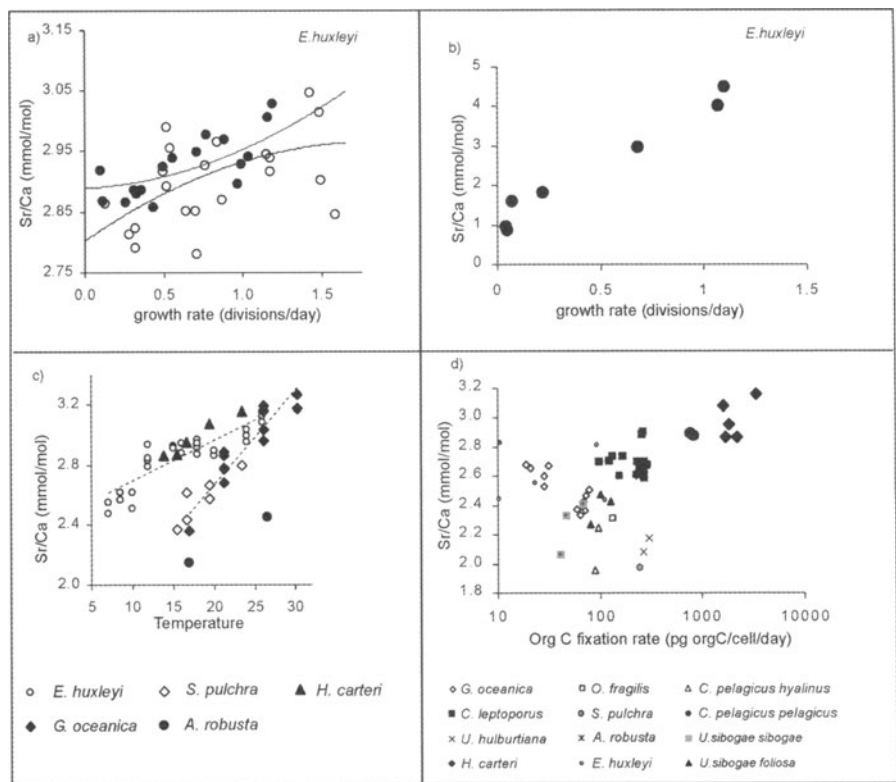 a) E.huxleyi
3.15
3.05
2.95
2.85
2.75
Sr/Ca (mmol/mol)
0.0 0.5 1.0 1.5
growth rate (divisions/day)
b) E.huxleyi
5
4
3
2
1
0
Sr/Ca (mmol/mol)
0 0.5 1 1.5
growth rate (divisions/day)
c)
3.2
2.8
2.4
2.0
Sr/Ca (mmol/mol)
5 10 15 20 25 30
Temperature
E. huxleyi S. pulchra H. carteri
G. oceanica A. robusta
d)
3.2
3.0
2.8
2.6
2.4
2.2
2.0
1.8
Sr/Ca (mmol/mol)
10 100 1000 10000
Org C fixation rate (pg orgC/cell/day)
G. oceanica O. fragilis C. pelagicus hyalinus
C. leptoporus S. pulchra C. pelagicus pelagicus
U. hulburtiana A. robusta U.sibogae sibogae
H. carteri E. huxleyi U.sibogae foliosa